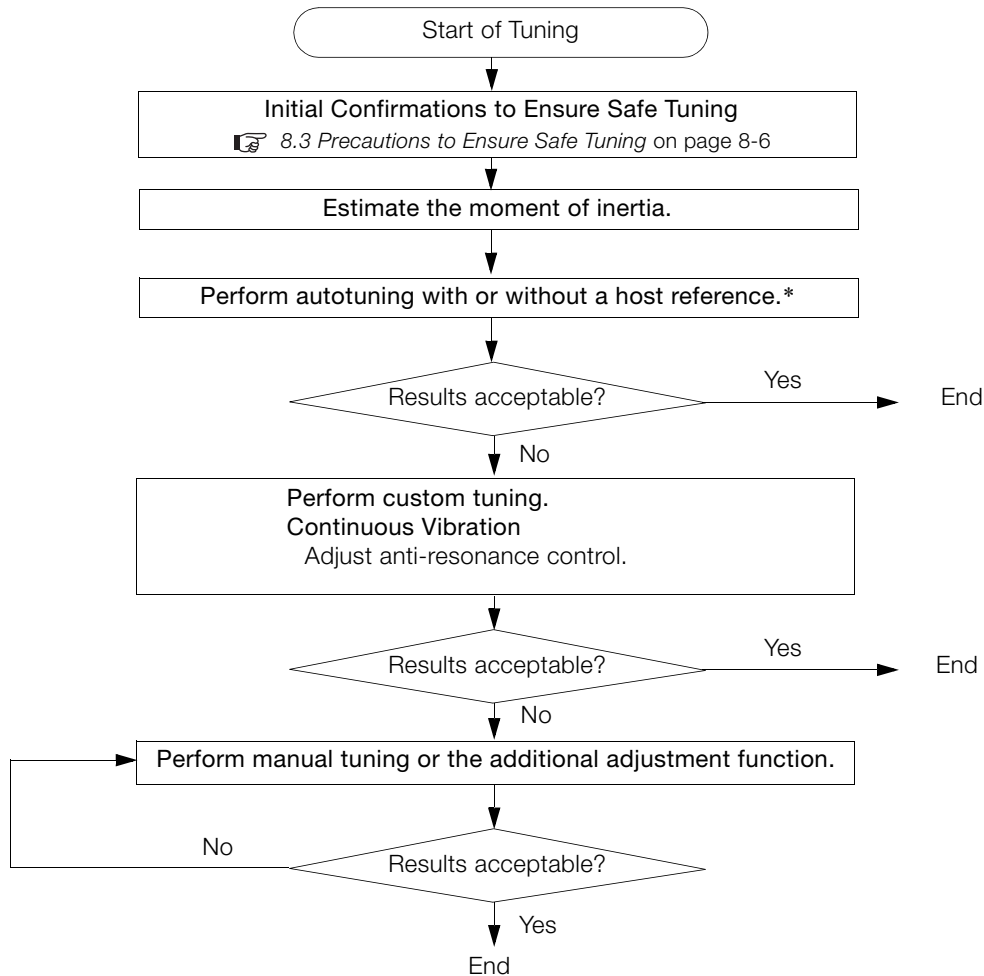 Start of Tuning
Initial Confirmations to Ensure Safe Tuning
8.3 Precautions to Ensure Safe Tuning on page 8-6
Estimate the moment of inertia.
Perform autotuning with or without a host reference.*
Results acceptable?
Yes
End
No
Perform custom tuning.
Continuous Vibration
Adjust anti-resonance control.
Results acceptable?
Yes
End
No
Perform manual tuning or the additional adjustment function.
No
Results acceptable?
Yes
End